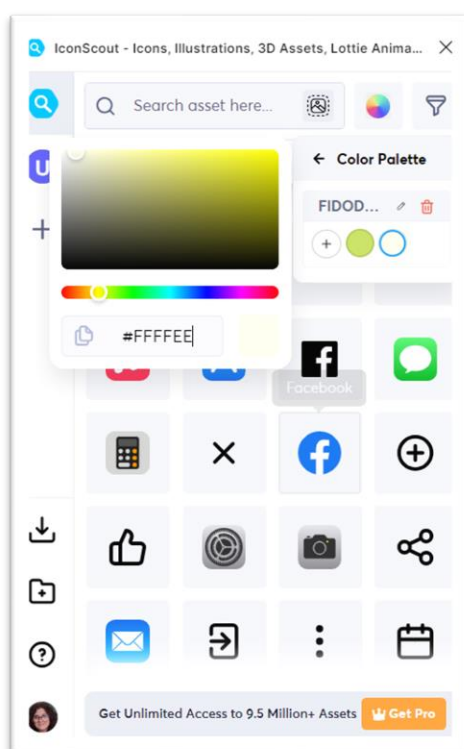 IconScout - Icons, Illustrations, 3D Assets, Lottie Anima...
Search asset here...
U
Color Palette
FIDOD...
#FFFFEE
Facebook
Get Unlimited Access to 9.5 Million+ Assets
Get Pro